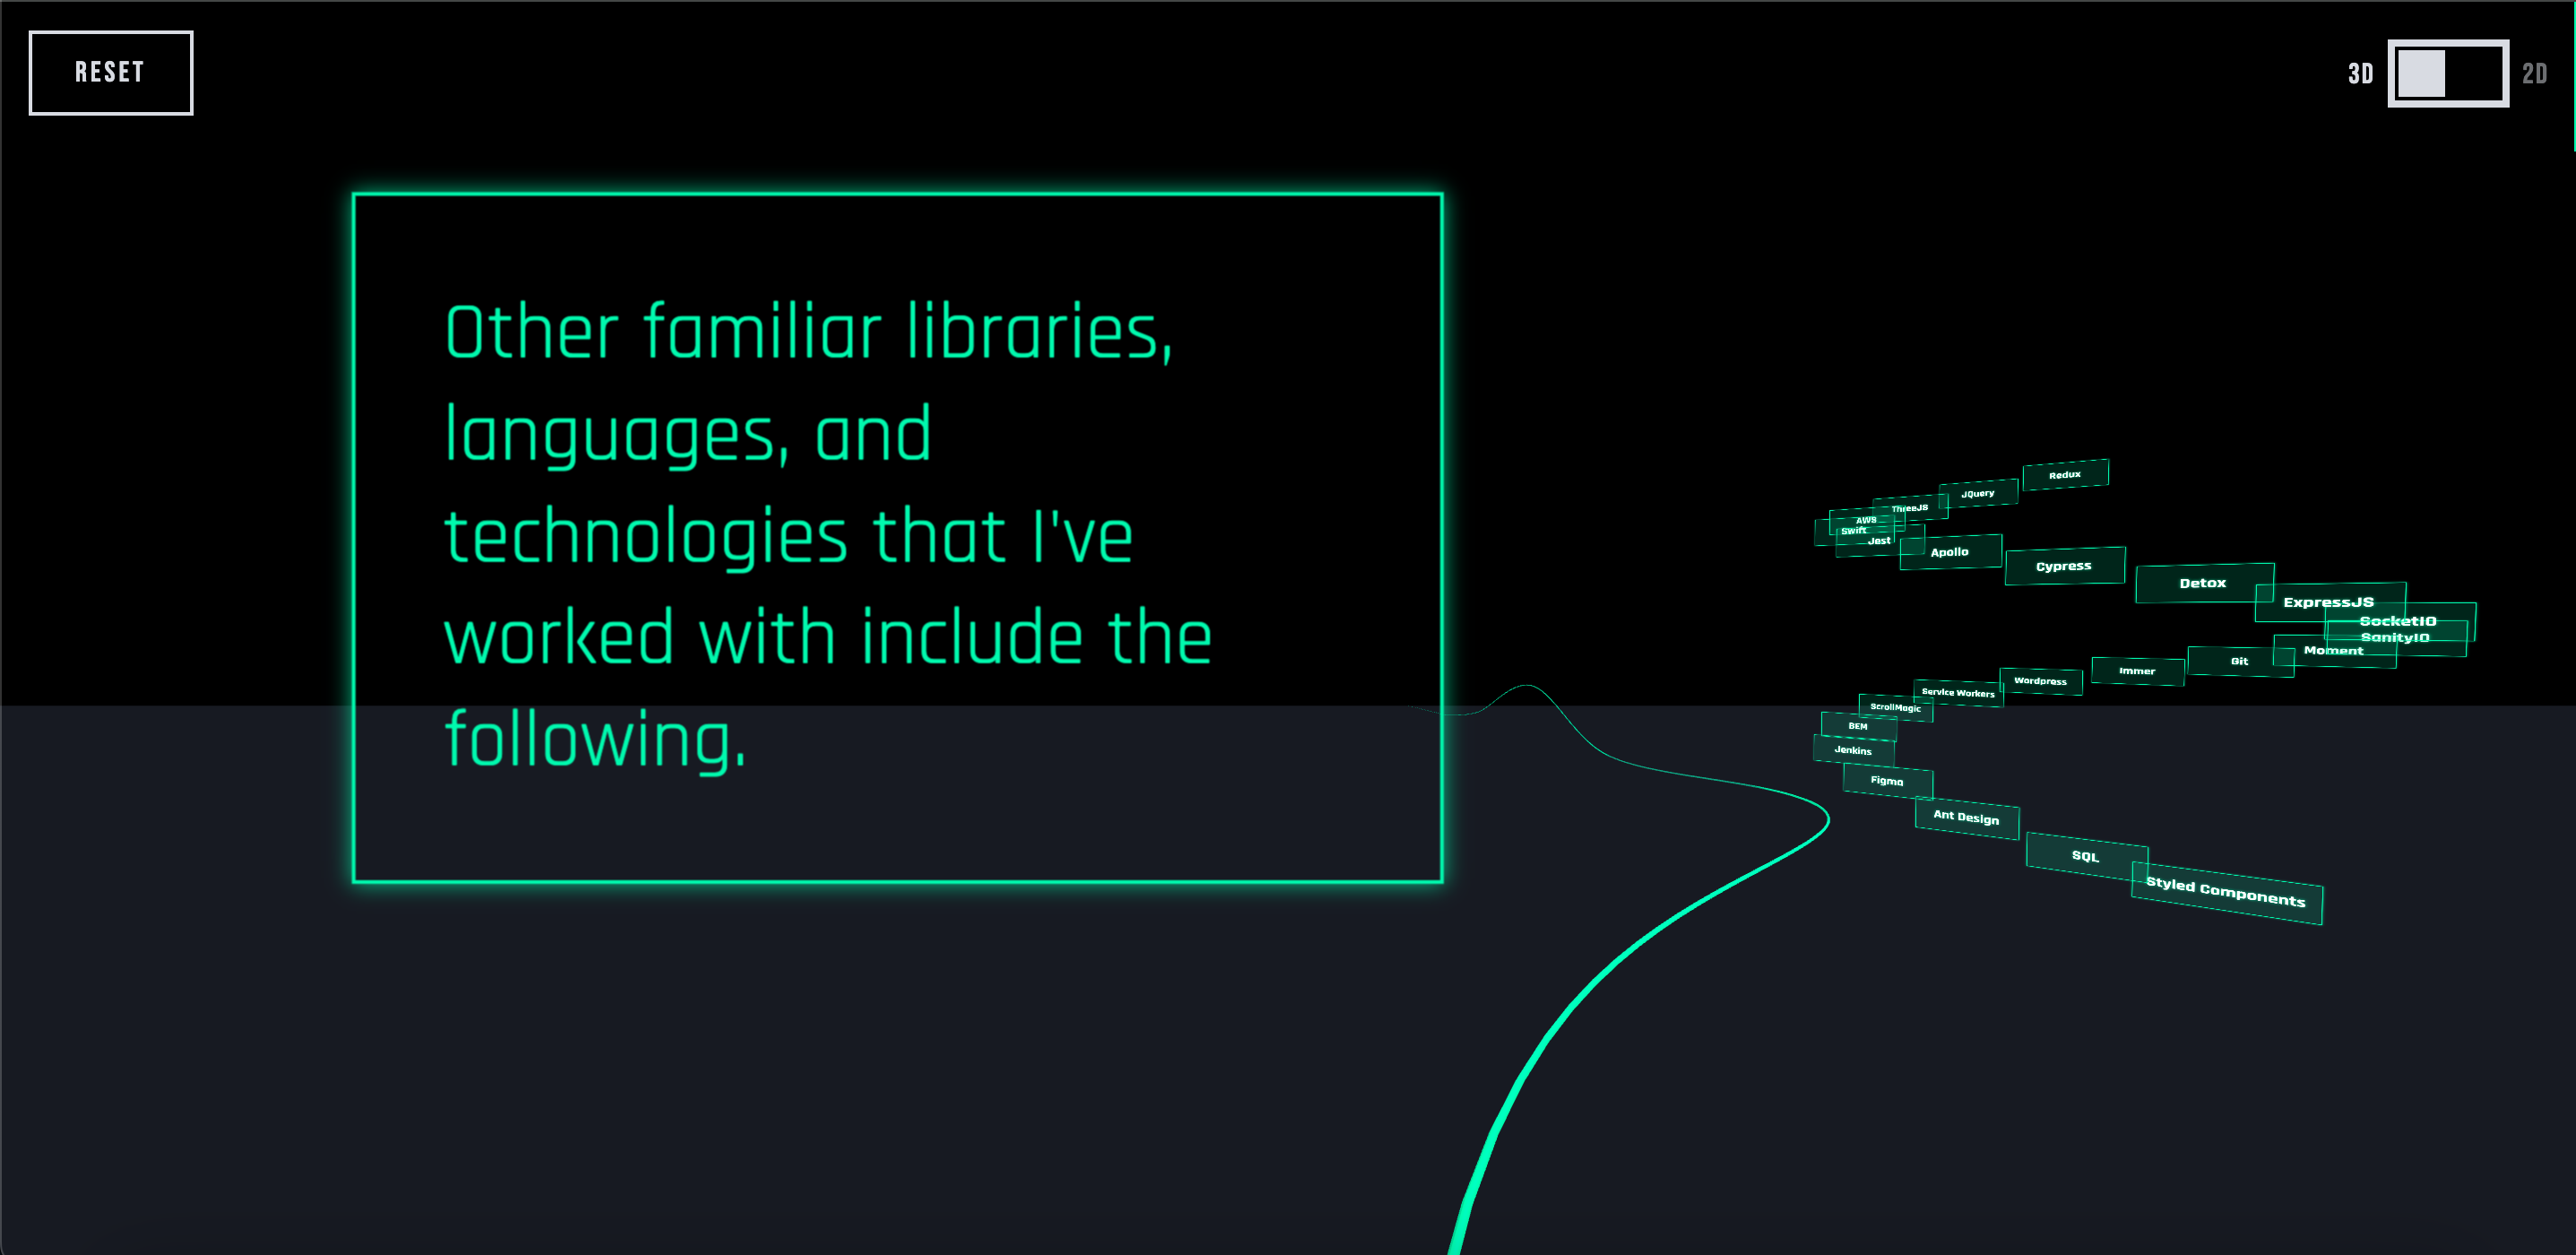 RESET
3D 2D
Other familiar libraries,
languages, and
technologies that I've
worked with include the
following.
Redux
JQuery
ThreeJS
AWS
Swift
Jest
Apollo
Cypress
Detox
ExpressJS
SocketIO
SanityIO
Moment
Git
Immer
Wordpress
Service Workers
ScrollMagic
BEM
Jenkins
Figma
Ant Design
SQL
Styled Components